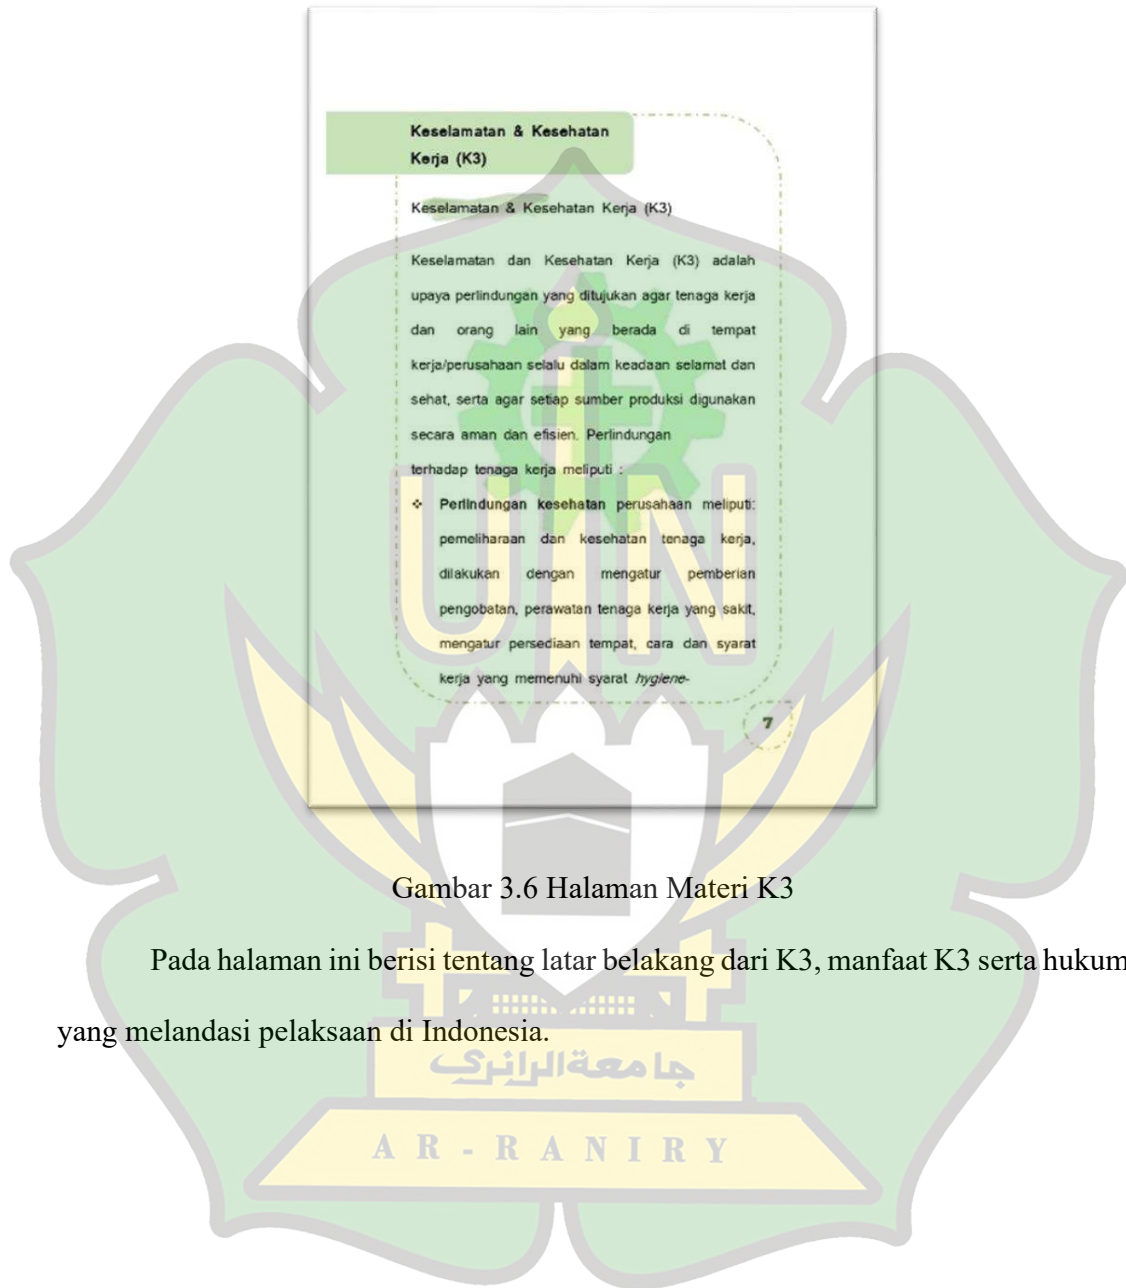 Keselamatan & Kesehatan
Kerja (K3)
Keselamatan & Kesehatan Kerja (K3)
Keselamatan dan Kesehatan Kerja (K3) adalah
upaya perlindungan yang ditujukan agar tenaga kerja
dan orang lain yang berada di tempat
kerja/perusahaan selalu dalam keadaan selamat dan
sehat, serta agar setiap sumber produksi digunakan
secara aman dan efisien. Perlindungan
terhadap tenaga kerja meliputi :
❖ Perlindungan kesehatan perusahaan meliputi:
pemeliharaan dan kesehatan tenaga kerja,
dilakukan dengan mengatur pemberian
pengobatan, perawatan tenaga kerja yang sakit,
mengatur persediaan tempat, cara dan syarat
kerja yang memenuhi syarat hygiene-
7
UIN
Gambar 3.6 Halaman Materi K3
Pada halaman ini berisi tentang latar belakang dari K3, manfaat K3 serta hukum
yang melandasi pelaksaan di Indonesia.
جامعة الرانري
AR-RANIRY